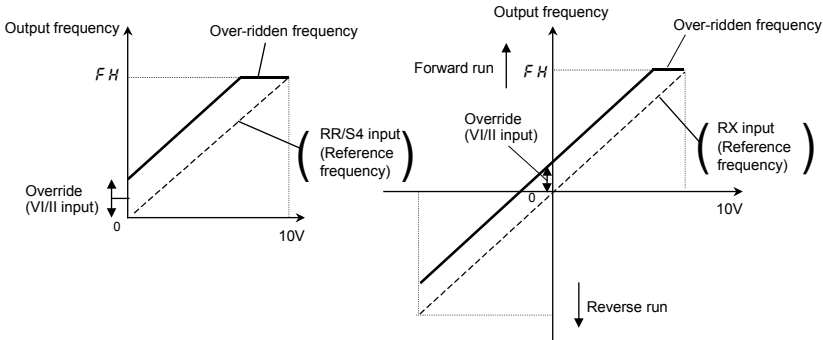 Output frequency
Over-ridden frequency
FH
RR/S4 input
(Reference
frequency)
Override
(VI/II input)
0
10V
Output frequency
Over-ridden frequency
Forward run
FH
Override
(VI/II input)
RX input
(Reference
frequency)
0
10V
Reverse run